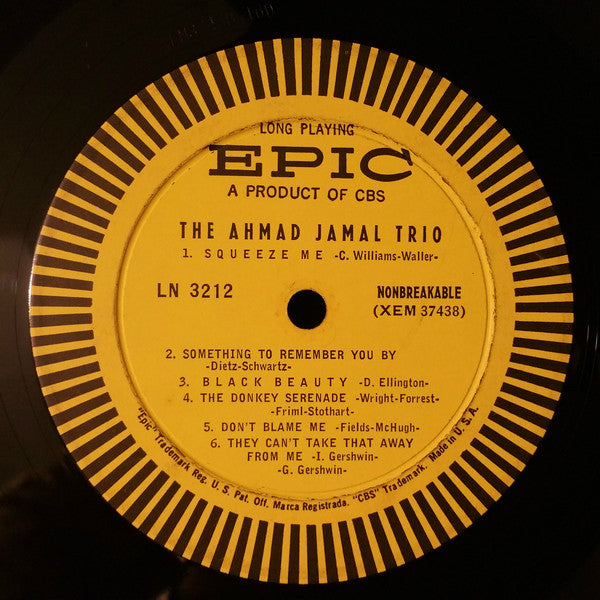 LONG PLAYING
EPIC
A PRODUCT OF CBS
THE AHMAD JAMAL TRIO
1. SQUEEZE ME -C. Williams-Waller-
LN 3212
NONBREAKABLE
(XEM 37438)
2. SOMETHING TO REMEMBER YOU BY
-Dietz-Schwartz-
3. BLACK BEAUTY -D. Ellington-
4. THE DONKEY SERENADE -Wright-Forrest-
-Friml-Stothart-
5. DON'T BLAME ME -Fields-McHugh-
6. THEY CAN'T TAKE THAT AWAY
FROM ME -I. Gershwin-
-G. Gershwin-
"Epic" Trademark Reg. U. S. Pat. Off. Marca Registrada. "CBS" Trademark. Made in U. S. A.